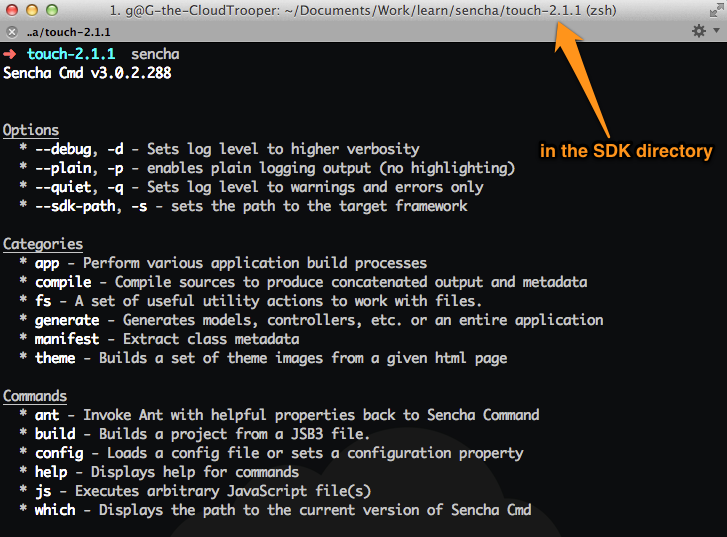 1. g@G-the-CloudTrooper: ~/Documents/Work/learn/sencha/touch-2.1.1 (zsh)
..a/touch-2.1.1
➜ touch-2.1.1 sencha
Sencha Cmd v3.0.2.288
in the SDK directory
Options
* --debug, -d - Sets log level to higher verbosity
* --plain, -p - enables plain logging output (no highlighting)
* --quiet, -q - Sets log level to warnings and errors only
* --sdk-path, -s - sets the path to the target framework
Categories
* app - Perform various application build processes
* compile - Compile sources to produce concatenated output and metadata
* fs - A set of useful utility actions to work with files.
* generate - Generates models, controllers, etc. or an entire application
* manifest - Extract class metadata
* theme - Builds a set of theme images from a given html page
Commands
* ant - Invoke Ant with helpful properties back to Sencha Command
* build - Builds a project from a JSB3 file.
* config - Loads a config file or sets a configuration property
* help - Displays help for commands
* js - Executes arbitrary JavaScript file(s)
* which - Displays the path to the current version of Sencha Cmd